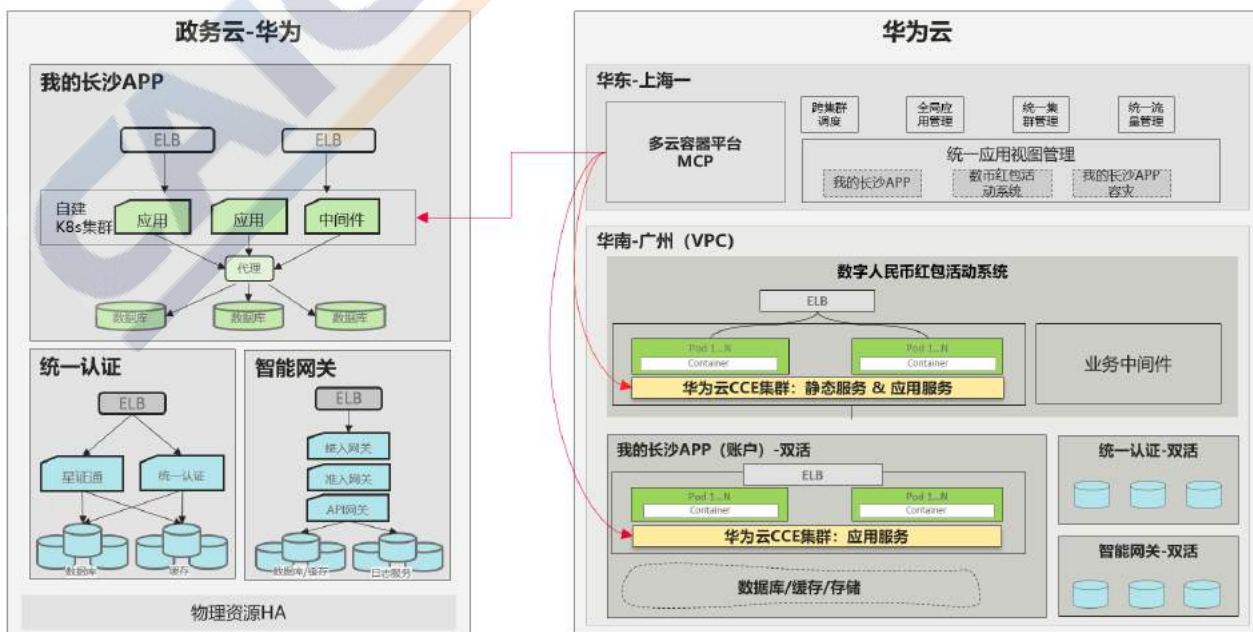 政务云-华为
我的长沙APP
ELB
ELB
自建
K8s集群
应用
应用
中间件
代理
数据库
数据库
数据库
统一认证
ELB
星证通
统一认证
数据库
缓存
智能网关
ELB
接入网关
准入网关
API网关
数据库/缓存
日志服务
物理资源HA
华为云
华东-上海一
多云容器平台
MCP
跨集群
调度
全局应
用管理
统一集
群管理
统一流
量管理
统一应用视图管理
我的长沙APP
数币红包活
动系统
我的长沙APP
容灾
华南-广州（VPC）
数字人民币红包活动系统
ELB
Pod 1...N
Container
Pod 1...N
Container
华为云CCE集群：静态服务 & 应用服务
业务中间件
我的长沙APP（账户）-双活
ELB
Pod 1...N
Container
Pod 1...N
Container
华为云CCE集群：应用服务
数据库/缓存/存储
统一认证-双活
智能网关-双活
CAIC